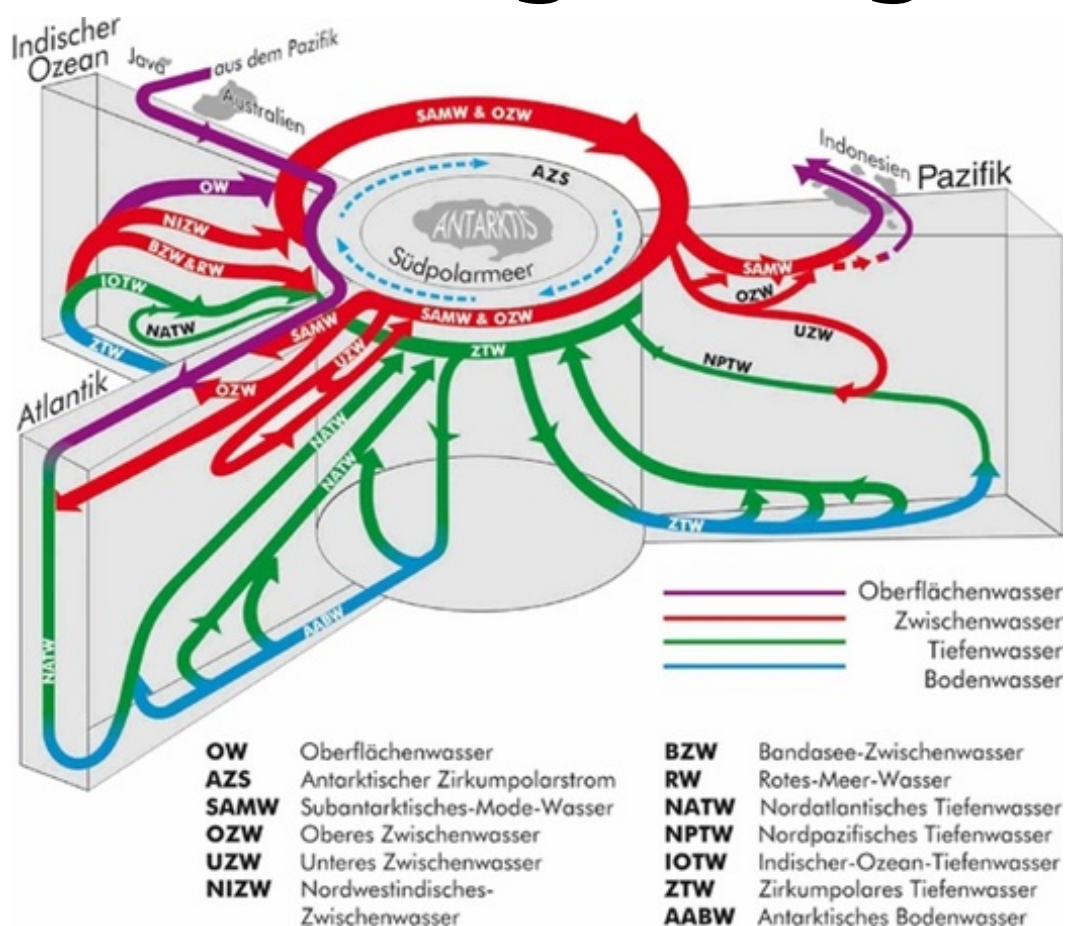 Indischer
Ozean
Java
aus dem Pazifik
Australien
SAMW & OZW
AZS
ANTARKTIS
Südpolarmeer
Indonesien
Pazifik
OW
NIZW
BZW&RW
IOTW
NATW
ZTW
SAMW
OZW
UZW
SAMW & OZW
ZTW
SAMW
OZW
UZW
NPTW
Atlantik
NATW
NATW
ZTW
AABW
NATW
Oberflächenwasser
Zwischenwasser
Tiefenwasser
Bodenwasser
OW Oberflächenwasser
AZS Antarktischer Zirkumpolarstrom
SAMW Subantarktisches-Mode-Wasser
OZW Oberes Zwischenwasser
UZW Unteres Zwischenwasser
NIZW Nordwestindisches-
Zwischenwasser
BZW Bandasee-Zwischenwasser
RW Rotes-Meer-Wasser
NATW Nordatlantisches Tiefenwasser
NPTW Nordpazifisches Tiefenwasser
IOTW Indischer-Ozean-Tiefenwasser
ZTW Zirkumpolares Tiefenwasser
AABW Antarktisches Bodenwasser